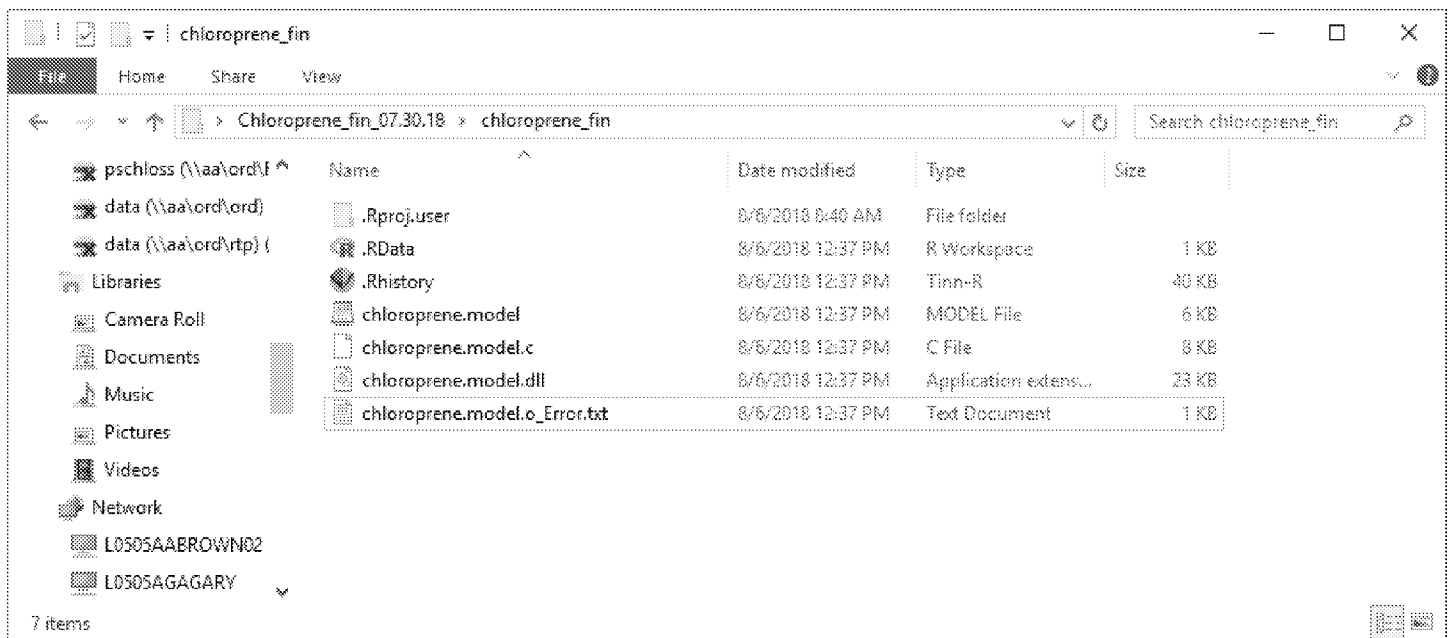 chloroprene_fin
File Home Share View
Chloroprene_fin_07.30.18 > chloroprene_fin
Search chloroprene_fin
pschloss (\\aa\ord\
data (\\aa\ord\ord)
data (\\aa\ord\rtp) (
Libraries
Camera Roll
Documents
Music
Pictures
Videos
Network
L0505AABROWN02
L0505AGAGARY
Name Date modified Type Size
.Rproj.user 8/6/2018 8:40 AM File folder
.RData 8/6/2018 12:37 PM R Workspace 1 KB
.Rhistory 8/6/2018 12:37 PM Tinn-R 40 KB
chloroprene.model 8/6/2018 12:37 PM MODEL File 6 KB
chloroprene.model.c 8/6/2018 12:37 PM C File 8 KB
chloroprene.model.dll 8/6/2018 12:37 PM Application extens... 23 KB
chloroprene.model.o_Error.txt 8/6/2018 12:37 PM Text Document 1 KB
7 items